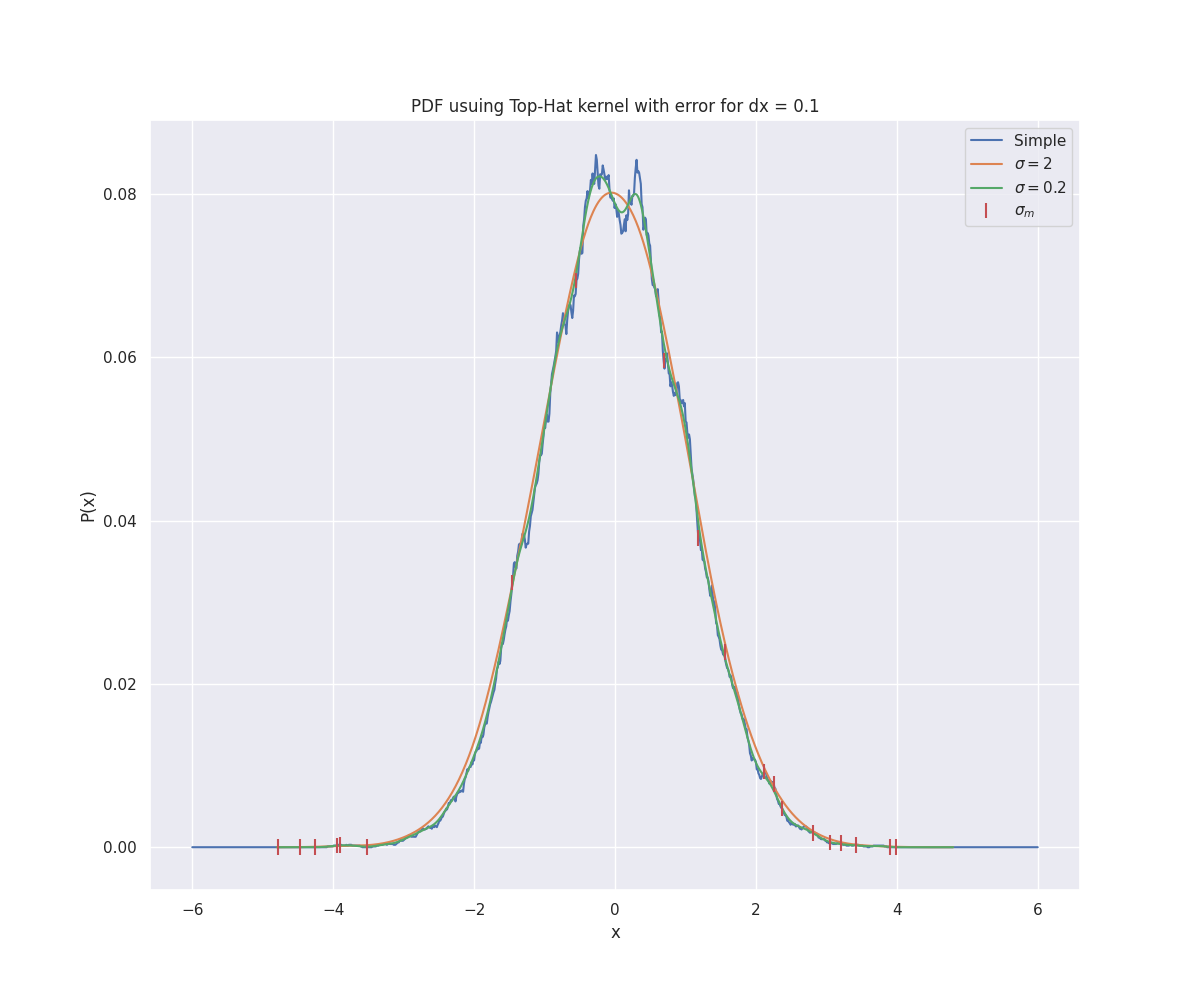 PDF usuing Top-Hat kernel with error for dx = 0.1
Simple
σ = 2
σ = 0.2
σₘ
P(x)
0.08
0.06
0.04
0.02
0.00
−6
−4
−2
0
2
4
6
x